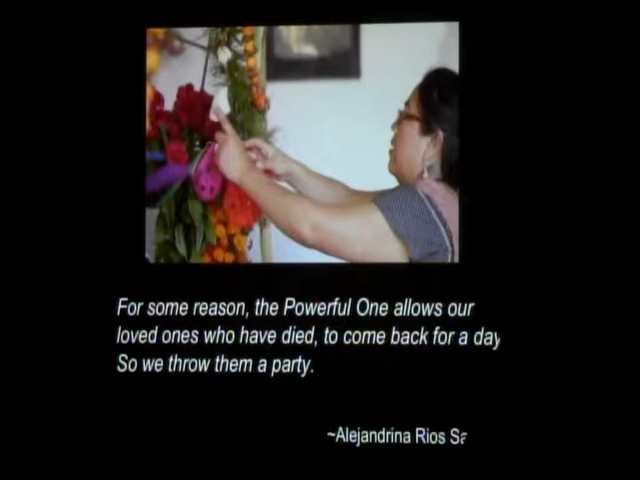 For some reason, the Powerful One allows our
loved ones who have died, to come back for a day
So we throw them a party.
~Alejandrina Rios